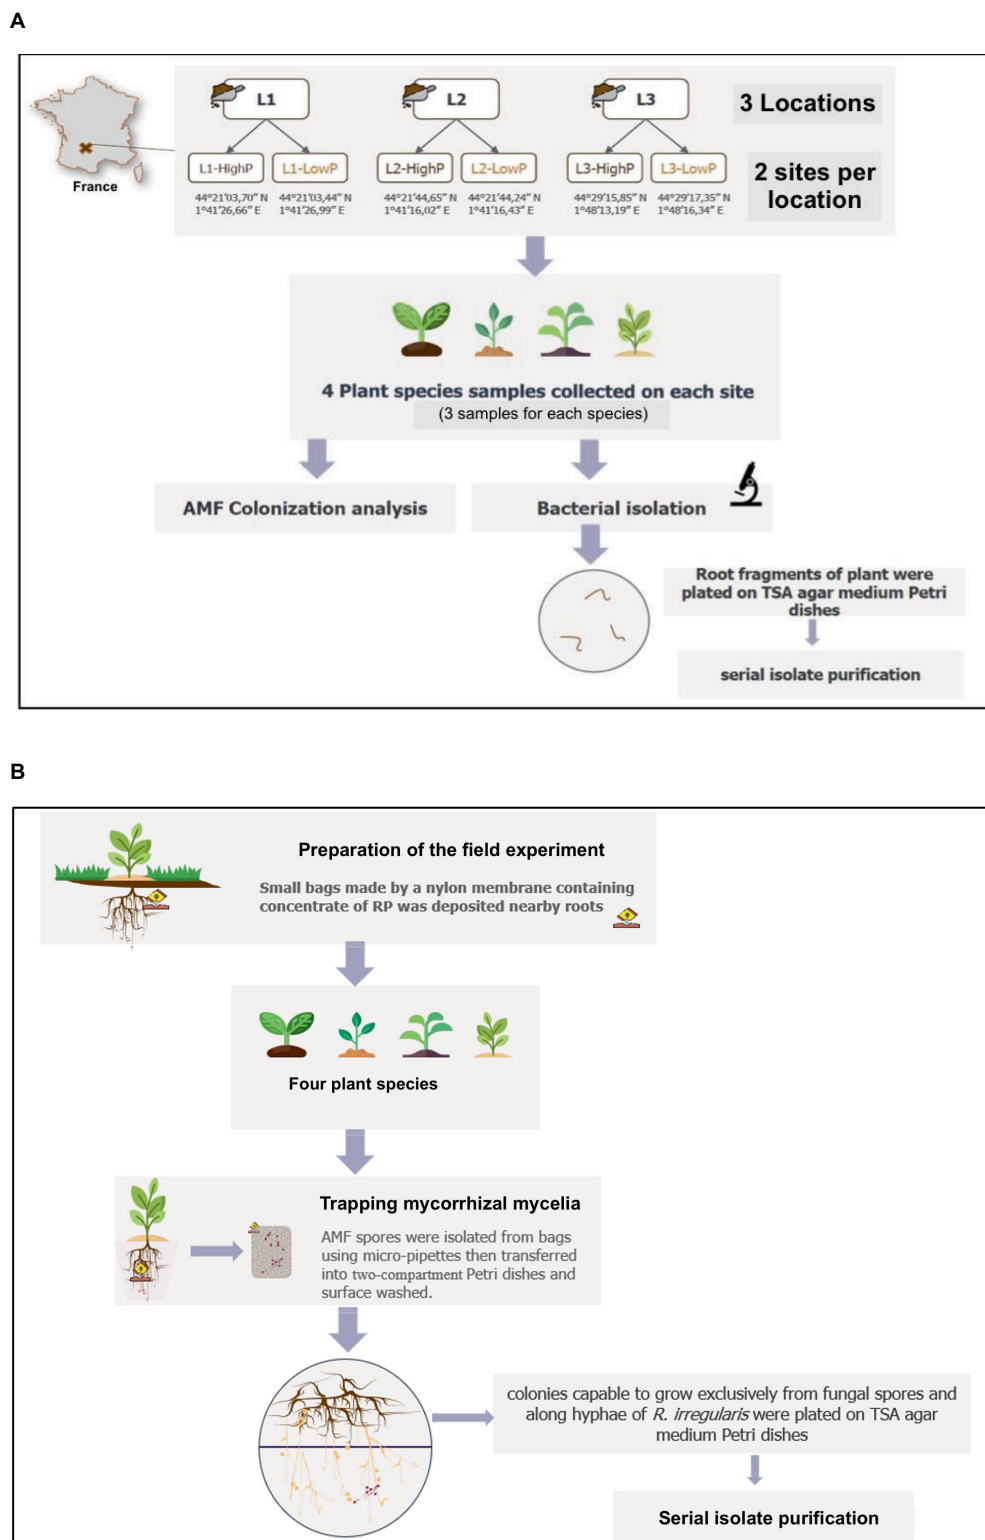 A
France
L1
L2
L3
3 Locations
L1-HighP
L1-LowP
L2-HighP
L2-LowP
L3-HighP
L3-LowP
2 sites per
location
44°21'03,70" N
1°41'26,66" E
44°21'03,44" N
1°41'26,99" E
44°21'44,65" N
1°41'16,02" E
44°21'44,24" N
1°41'16,43" E
44°29'15,85" N
1°48'13,19" E
44°29'17,35" N
1°48'16,34" E
4 Plant species samples collected on each site
(3 samples for each species)
AMF Colonization analysis
Bacterial isolation
Root fragments of plant were
plated on TSA agar medium Petri
dishes
serial isolate purification
B
Preparation of the field experiment
Small bags made by a nylon membrane containing
concentrate of RP was deposited nearby roots
Four plant species
Trapping mycorrhizal mycelia
AMF spores were isolated from bags
using micro-pipettes then transferred
into two-compartment Petri dishes and
surface washed.
colonies capable to grow exclusively from fungal spores and
along hyphae of R. irregularis were plated on TSA agar
medium Petri dishes
Serial isolate purification